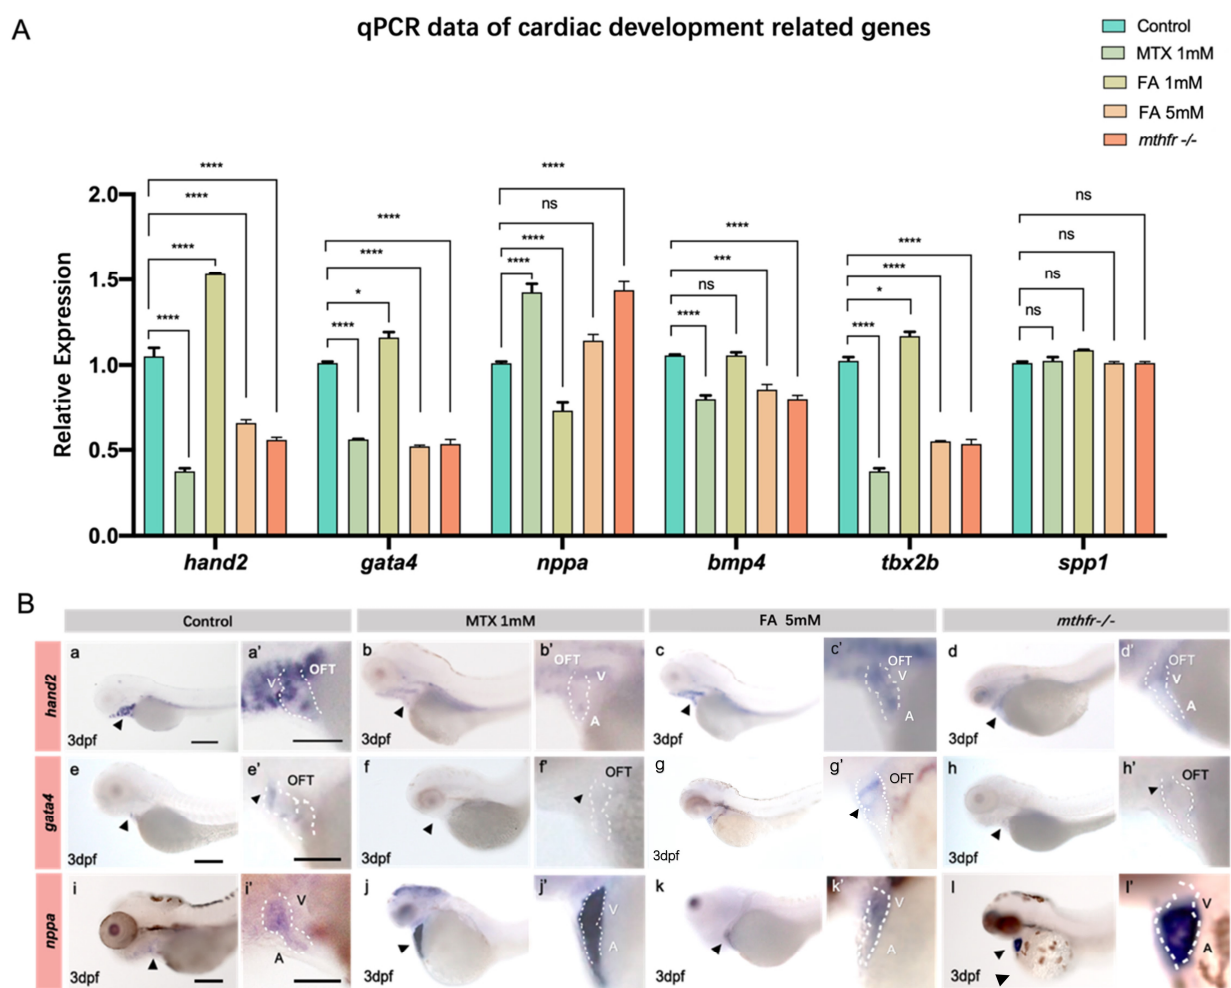 A
qPCR data of cardiac development related genes
Control
MTX 1mM
FA 1mM
FA 5mM
mthfr -/-
Relative Expression
2.0
1.5
1.0
0.5
0.0
**** **** **** ****
**** * **** ****
**** **** ns ****
**** ns *** ****
**** * **** ****
ns ns ns ns
hand2 gata4 nppa bmp4 tbx2b spp1
B
Control MTX 1mM FA 5mM mthfr-/-
hand2
a 3dpf
a' V OFT
b 3dpf
b' OFT V A
c 3dpf
c' OFT V A
d 3dpf
d' OFT V A
gata4
e 3dpf
e' OFT
f 3dpf
f' OFT
g 3dpf
g' OFT
h 3dpf
h' OFT
nppa
i 3dpf
i' V A
j 3dpf
j' V A
k 3dpf
k' V A
l 3dpf
l' V A